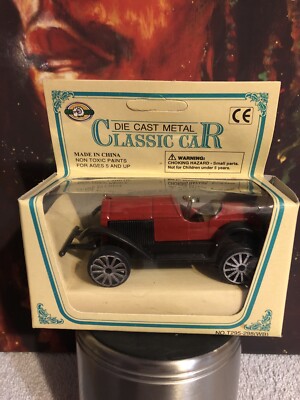 DIE CAST METAL
CLASSIC CAR
CE
MADE IN CHINA
NON TOXIC PAINTS
FOR AGES 5 AND UP
⚠ WARNING:
CHOKING HAZARD - Small parts.
Not for Children under 3 years.